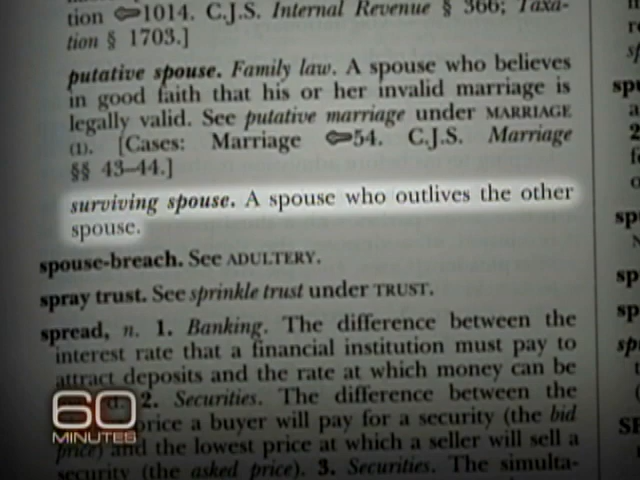 tion 1014. C.J.S. Internal Revenue § 366; Taxa-
tion § 1703.]
putative spouse. Family law. A spouse who believes
in good faith that his or her invalid marriage is
legally valid. See putative marriage under MARRIAGE
(1). [Cases: Marriage 54. C.J.S. Marriage
§§ 43–44.]
surviving spouse. A spouse who outlives the other
spouse.
spouse-breach. See ADULTERY.
spray trust. See sprinkle trust under TRUST.
spread, n. 1. Banking. The difference between the
interest rate that a financial institution must pay to
attract deposits and the rate at which money can be
2. Securities. The difference between the
price a buyer will pay for a security (the bid
price) and the lowest price at which a seller will sell a
security (the asked price). 3. Securities. The simulta-
60
MINUTES